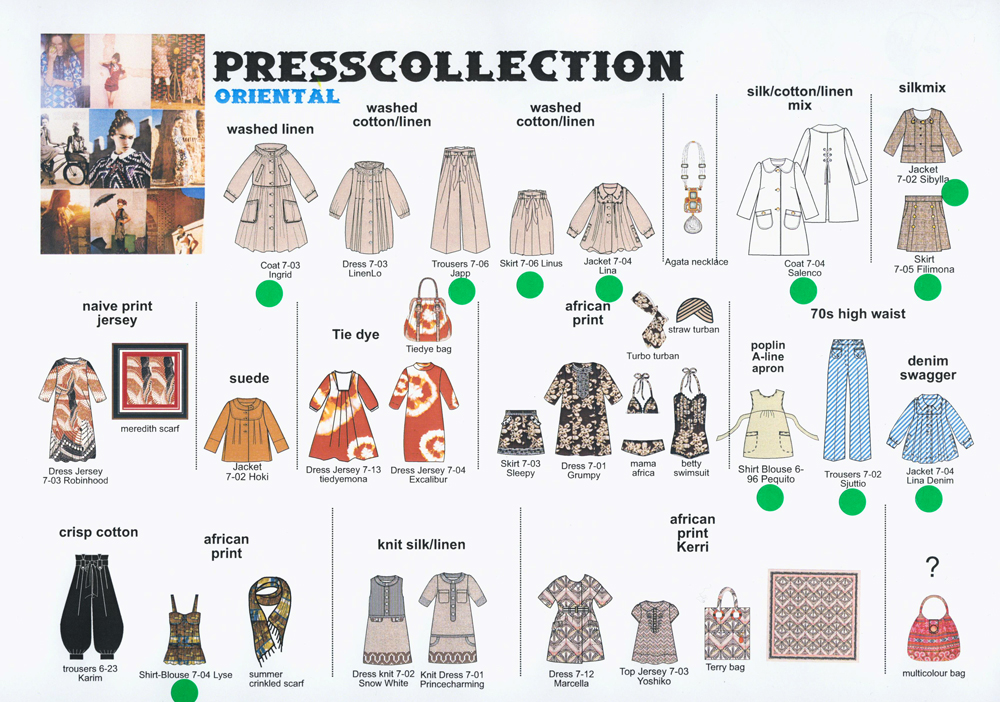 PRESSCOLLECTION
ORIENTAL
washed linen
washed
cotton/linen
washed
cotton/linen
silk/cotton/linen
mix
silkmix
Coat 7-03
Ingrid
Dress 7-03
LinenLo
Trousers 7-06
Japp
Skirt 7-06 Linus
Jacket 7-04
Lina
Agata necklace
Coat 7-04
Salenco
Jacket
7-02 Sibylla
Skirt
7-05 Filimona
naive print
jersey
suede
Tie dye
Tiedye bag
african
print
straw turban
Turbo turban
70s high waist
poplin
A-line
apron
denim
swagger
Dress Jersey
7-03 Robinhood
meredith scarf
Jacket
7-02 Hoki
Dress Jersey 7-13
tiedyemona
Dress Jersey 7-04
Excalibur
Skirt 7-03
Sleepy
Dress 7-01
Grumpy
mama
africa
betty
swimsuit
Shirt Blouse 6-
96 Pequito
Trousers 7-02
Sjuttio
Jacket 7-04
Lina Denim
crisp cotton
african
print
knit silk/linen
african
print
Kerri
?
trousers 6-23
Karim
Shirt-Blouse 7-04 Lyse
summer
crinkled scarf
Dress knit 7-02
Snow White
Knit Dress 7-01
Princecharming
Dress 7-12
Marcella
Top Jersey 7-03
Yoshiko
Terry bag
multicolour bag